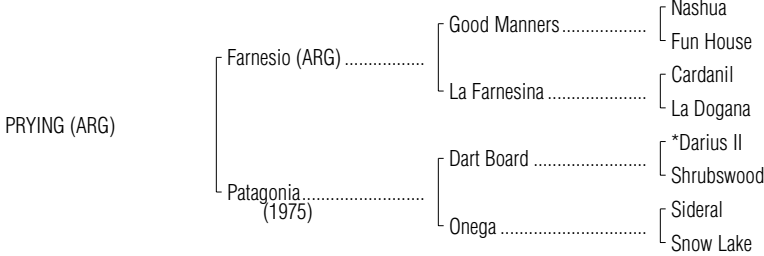 Nashua
Good Manners....................
Fun House
Farnesio (ARG) .................
Cardanil
La Farnesina .......................
La Dogana
PRYING (ARG)
*Darius II
Dart Board ..........................
Shrubswood
Patagonia...........................
(1975)
Sideral
Onega ..................................
Snow Lake